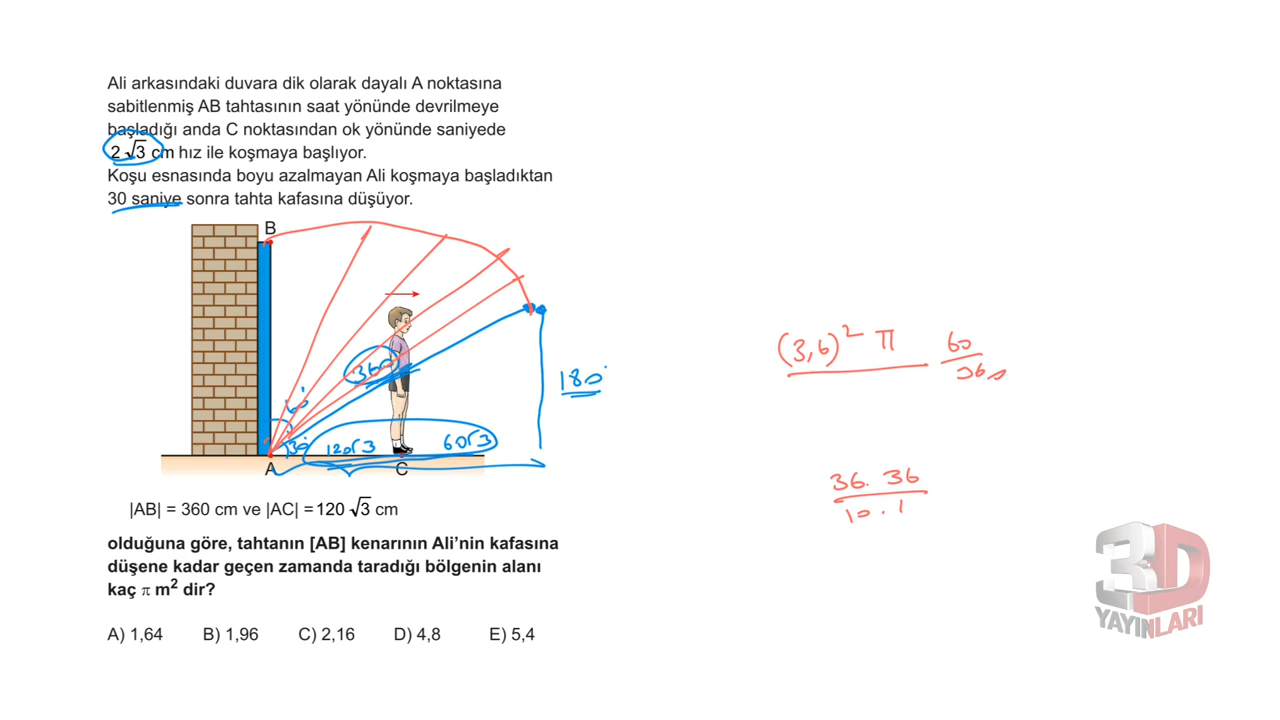 Ali arkasındaki duvara dik olarak dayalı A noktasına
sabitlenmiş AB tahtasının saat yönünde devrilmeye
başladığı anda C noktasından ok yönünde saniyede
2√3 cm hız ile koşmaya başlıyor.
Koşu esnasında boyu azalmayan Ali koşmaya başladıktan
30 saniye sonra tahta kafasına düşüyor.
B
360
180°
60°
30°
120√3
60√3
A
C
|AB| = 360 cm ve |AC| = 120√3 cm
olduğuna göre, tahtanın [AB] kenarının Ali'nin kafasına
düşene kadar geçen zamanda taradığı bölgenin alanı
kaç π m² dir?
A) 1,64 B) 1,96 C) 2,16 D) 4,8 E) 5,4
(3,6)² π 60/360
36 . 36
10 . 1
3D
YAYINLARI